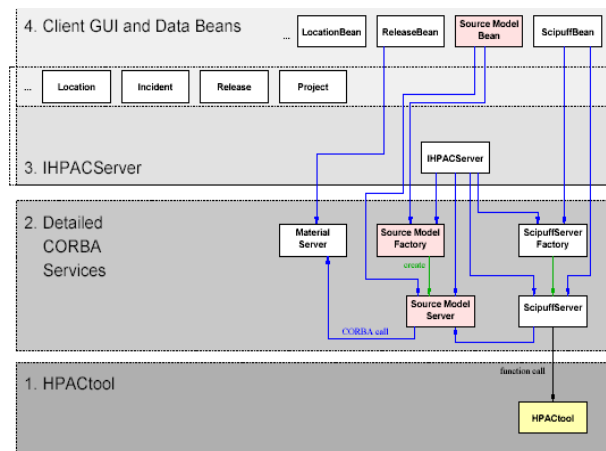 4. Client GUI and Data Beans
...
LocationBean
ReleaseBean
Source Model
Bean
ScipuffBean
...
Location
Incident
Release
Project
3. IHPACServer
IHPACServer
2. Detailed
CORBA
Services
Material
Server
Source Model
Factory
ScipuffServer
Factory
create
Source Model
Server
ScipuffServer
CORBA call
1. HPACtool
function call
HPACtool